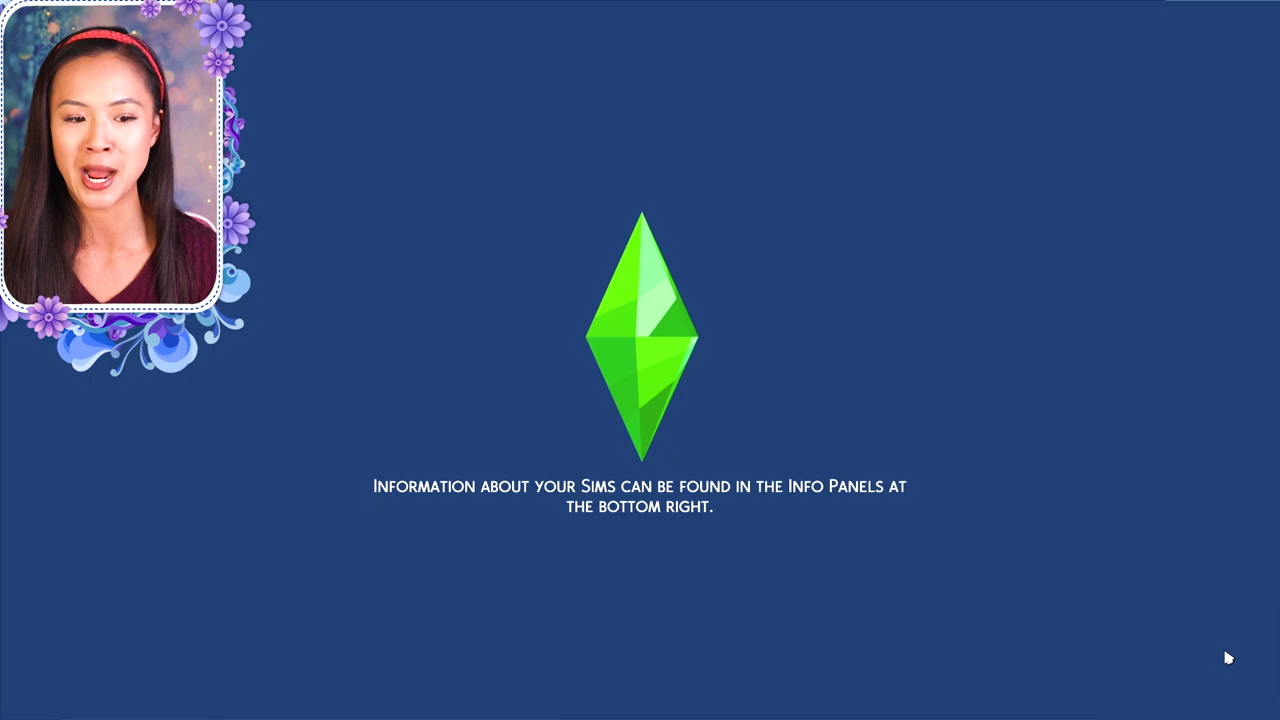 Information about your Sims can be found in the Info Panels at
the bottom right.